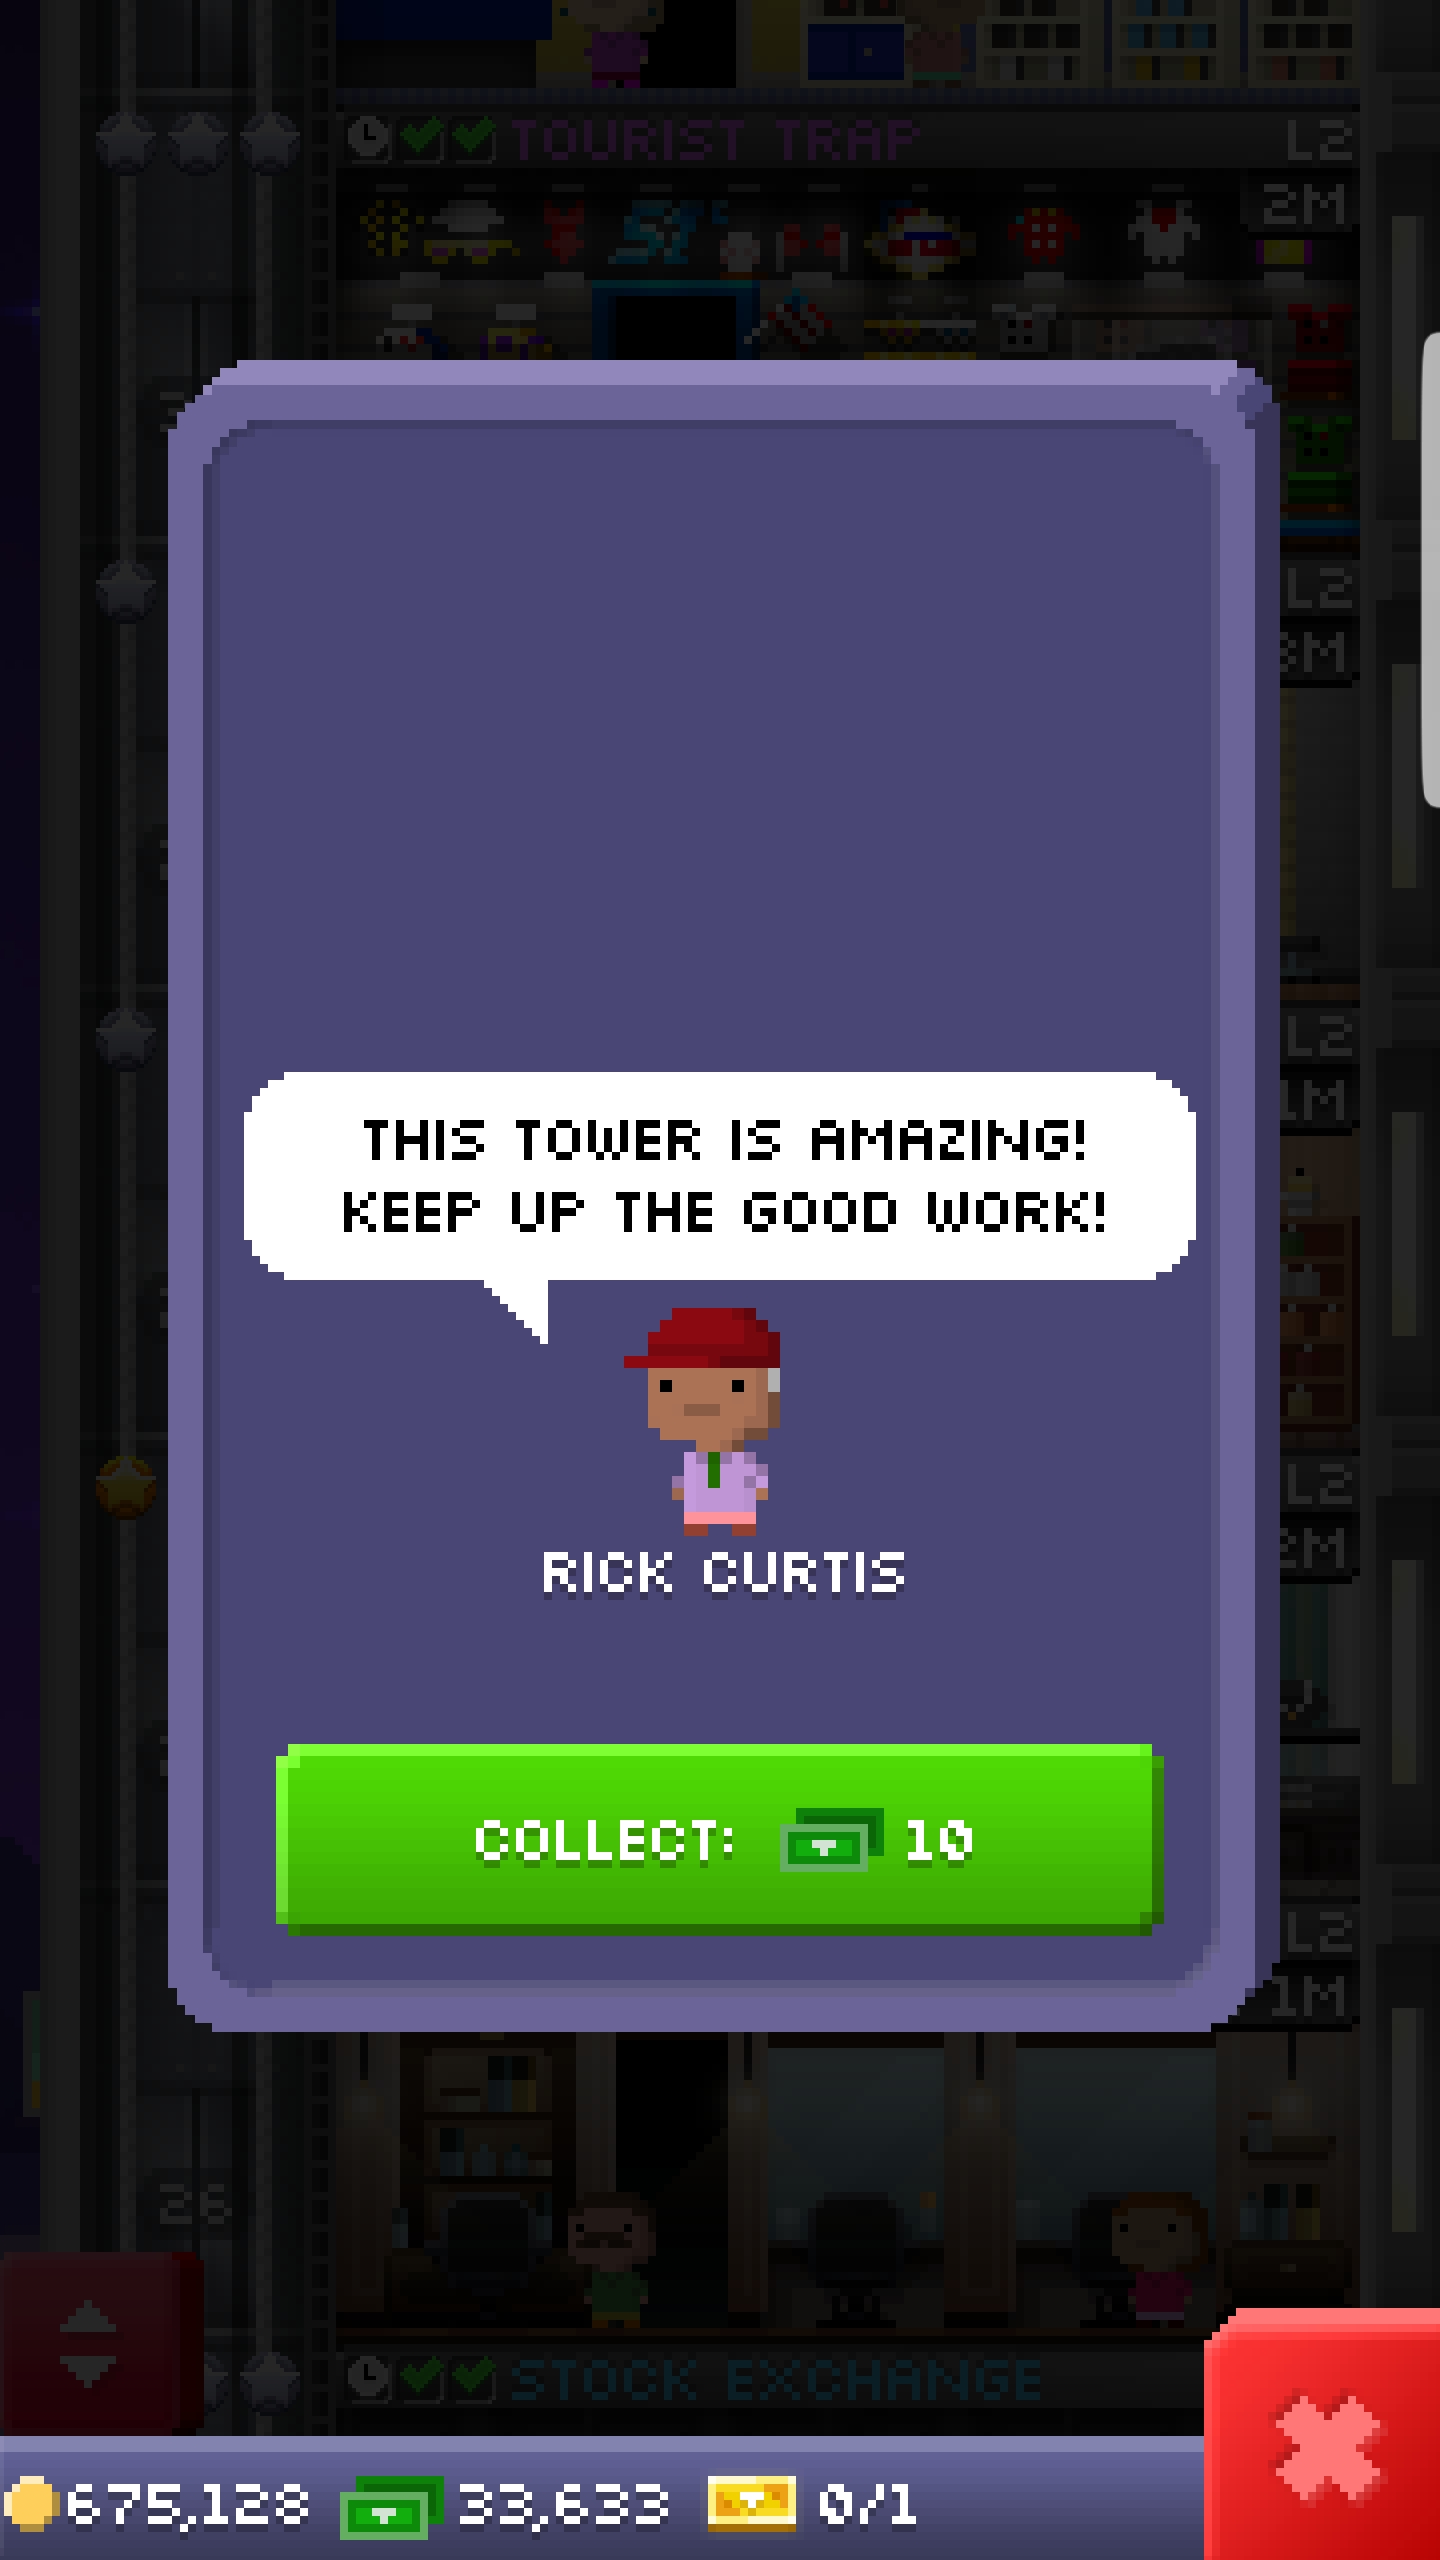 TOURIST TRAP
L2
2M
L2
3M
L2
1M
THIS TOWER IS AMAZING!
KEEP UP THE GOOD WORK!
L2
2M
RICK CURTIS
COLLECT: 10
L2
1M
26
STOCK EXCHANGE
675,128 33,633 0/1